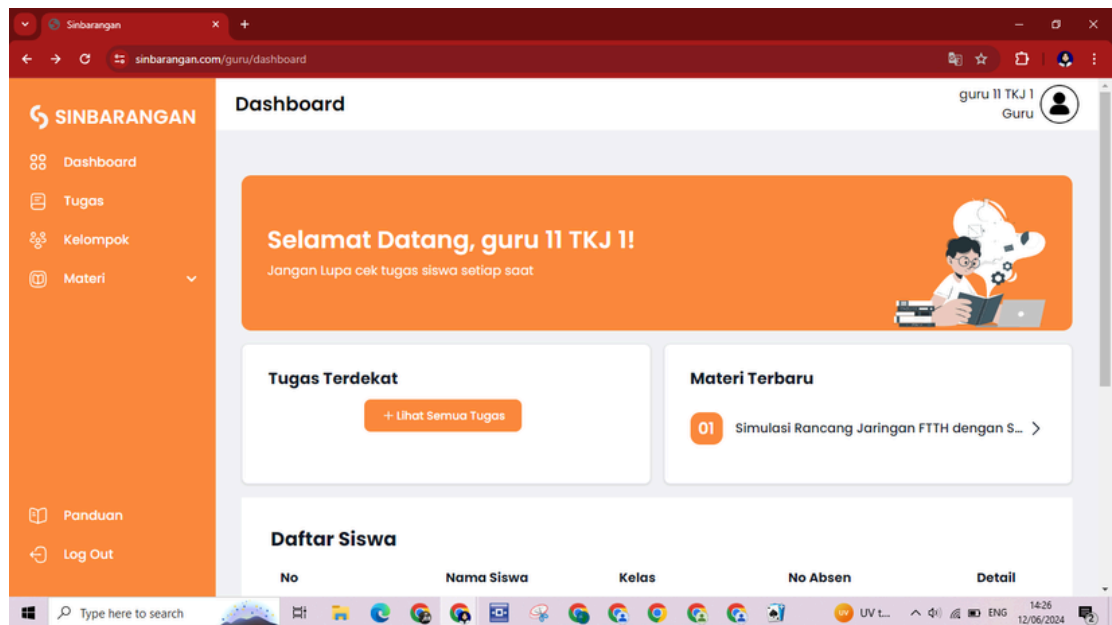 Sinbarangan
sinbarangan.com/guru/dashboard
SINBARANGAN
Dashboard
Tugas
Kelompok
Materi
Panduan
Log Out
Dashboard
guru 11 TKJ 1
Guru
Selamat Datang, guru 11 TKJ 1!
Jangan Lupa cek tugas siswa setiap saat
Tugas Terdekat
+ Lihat Semua Tugas
Materi Terbaru
01 Simulasi Rancang Jaringan FTTH dengan S...
Daftar Siswa
No Nama Siswa Kelas No Absen Detail
Type here to search
UV t...
ENG
14:26
12/06/2024
2